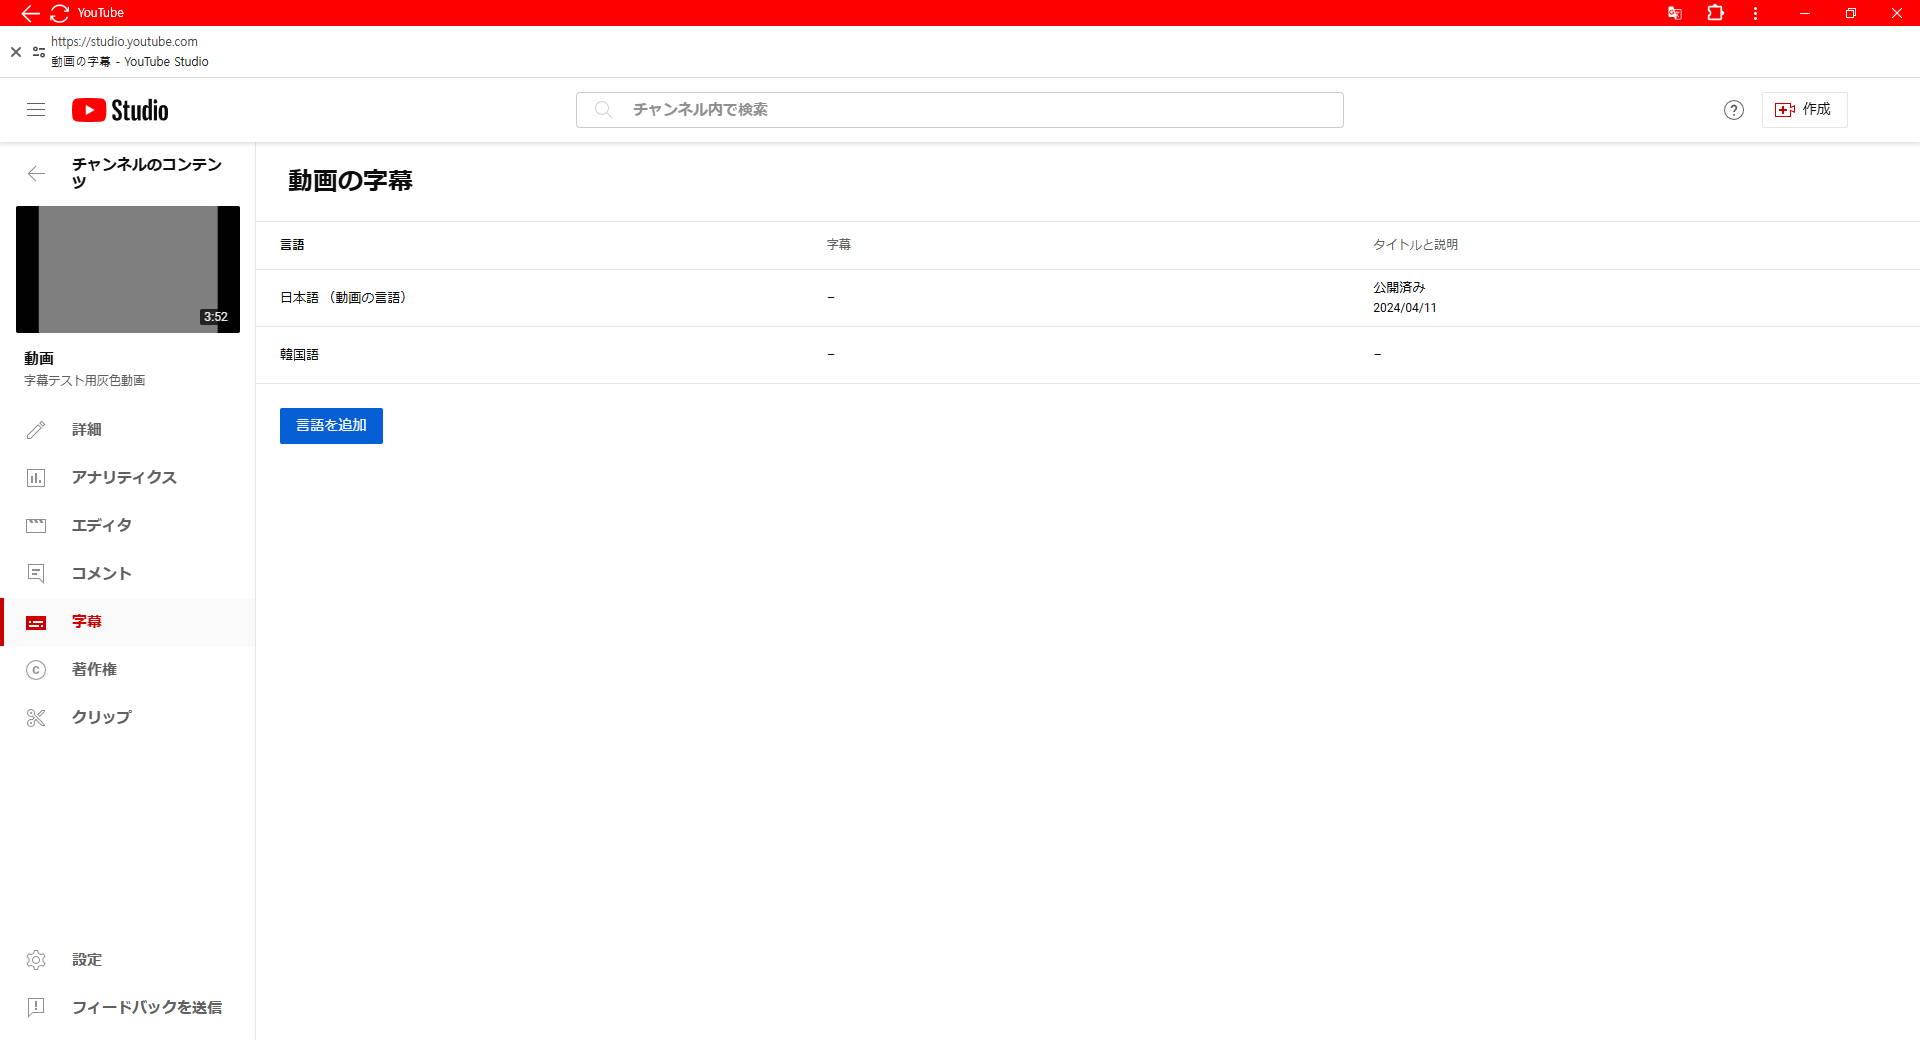 YouTube
https://studio.youtube.com
動画の字幕 - YouTube Studio
Studio
チャンネル内で検索
作成
チャンネルのコンテン
ツ
3:52
動画
字幕テスト用灰色動画
詳細
アナリティクス
エディタ
コメント
字幕
著作権
クリップ
設定
フィードバックを送信
動画の字幕
言語 字幕 タイトルと説明
日本語 （動画の言語） – 公開済み
2024/04/11
韓国語 – –
言語を追加